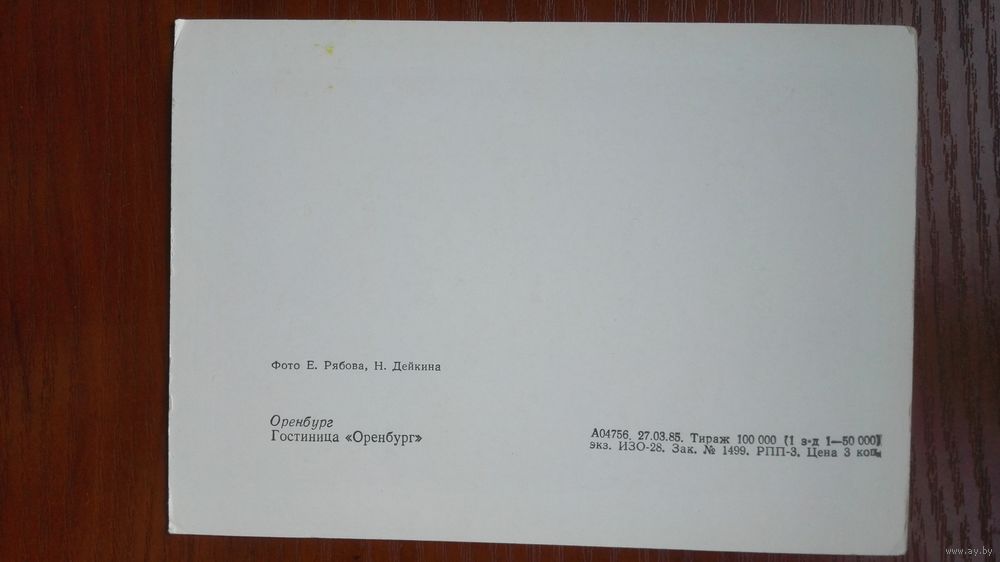 Фото Е. Рябова, Н. Дейкина
Оренбург
Гостиница «Оренбург»
А04756. 27.03.85. Тираж 100 000 (1 з-д 1—50 000)
экз. ИЗО-28. Зак. № 1499. РПП-3. Цена 3 коп.
www.ay.by